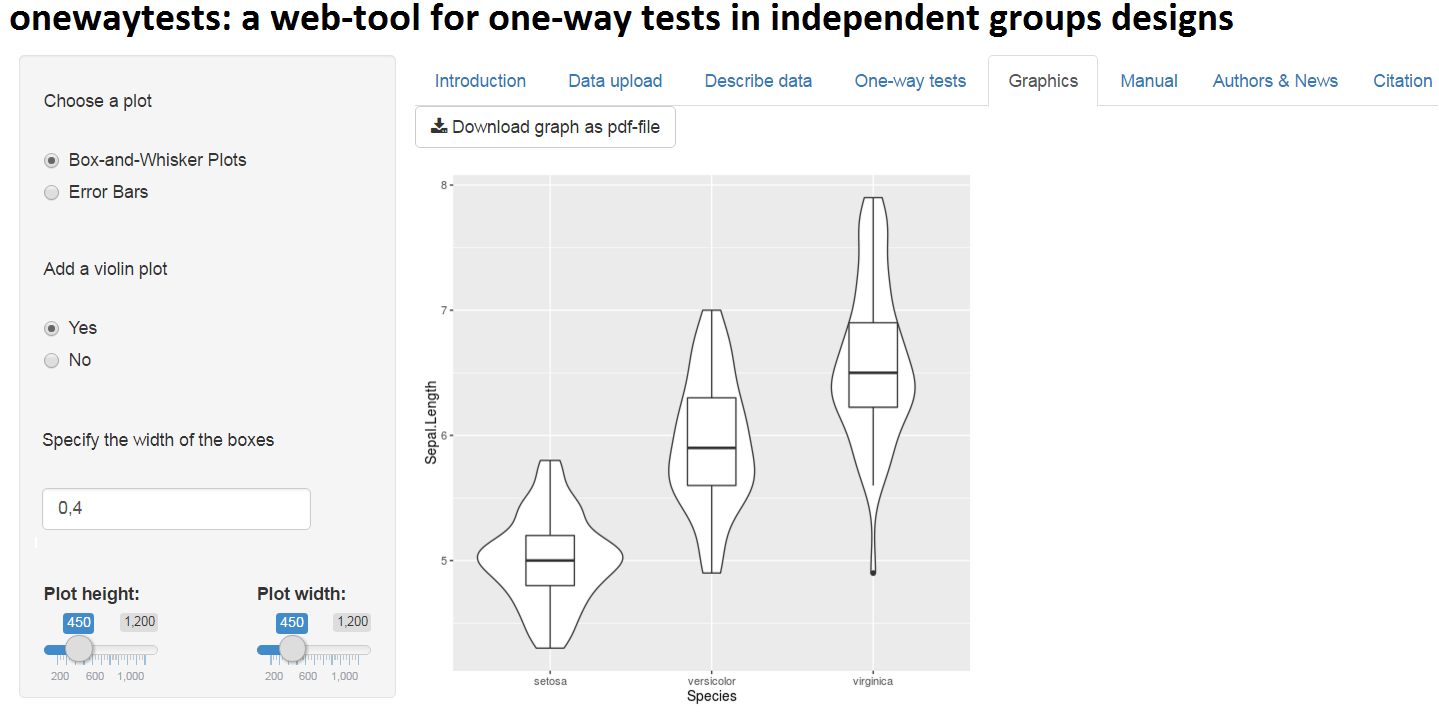 onewaytests: a web-tool for one-way tests in independent groups designs
Introduction Data upload Describe data One-way tests Graphics Manual Authors & News Citation
Choose a plot
Box-and-Whisker Plots
Error Bars
Add a violin plot
Yes
No
Specify the width of the boxes
0,4
Plot height:
450 1,200
200 600 1,000
Plot width:
450 1,200
200 600 1,000
Download graph as pdf-file
Sepal.Length
8
7
6
5
setosa versicolor virginica
Species